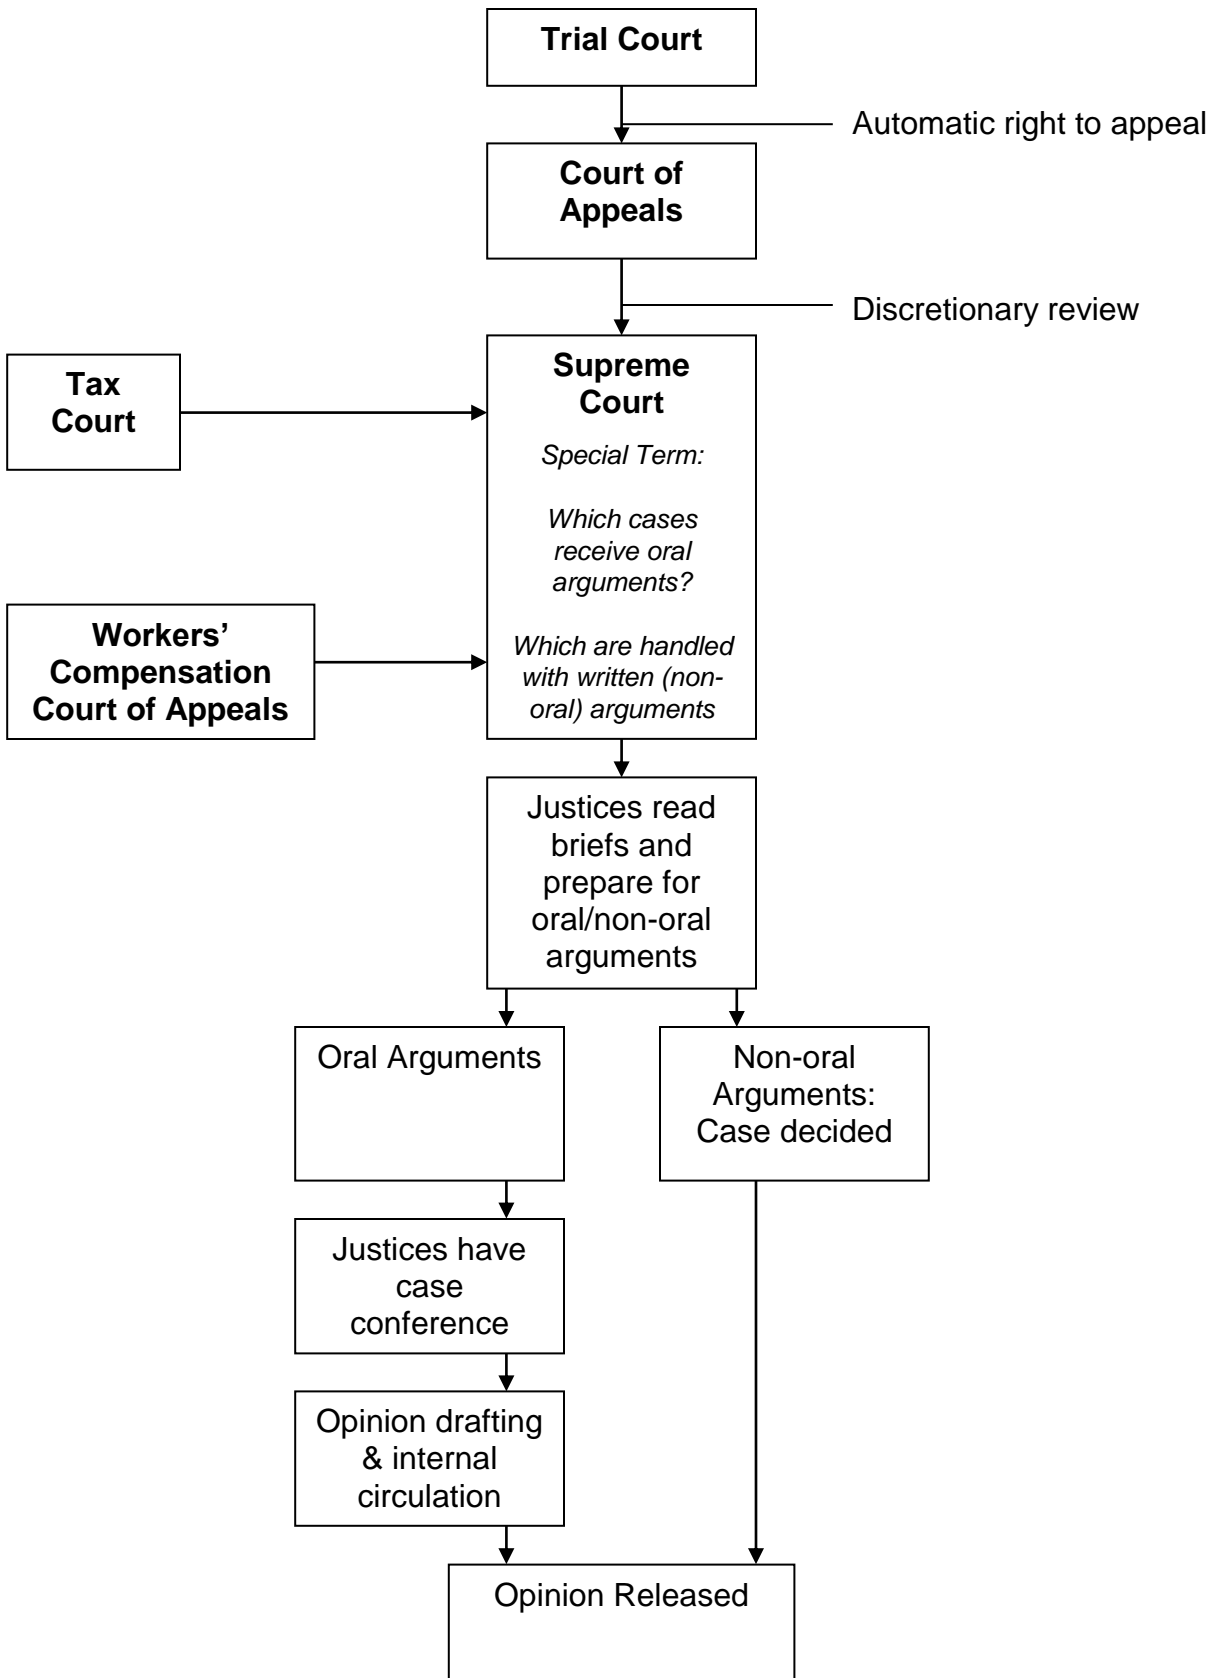 Trial Court
Automatic right to appeal
Court of
Appeals
Discretionary review
Supreme
Court
Special Term:
Which cases
receive oral
arguments?
Which are handled
with written (non-
oral) arguments
Tax
Court
Workers’
Compensation
Court of Appeals
Justices read
briefs and
prepare for
oral/non-oral
arguments
Oral Arguments
Non-oral
Arguments:
Case decided
Justices have
case
conference
Opinion drafting
& internal
circulation
Opinion Released